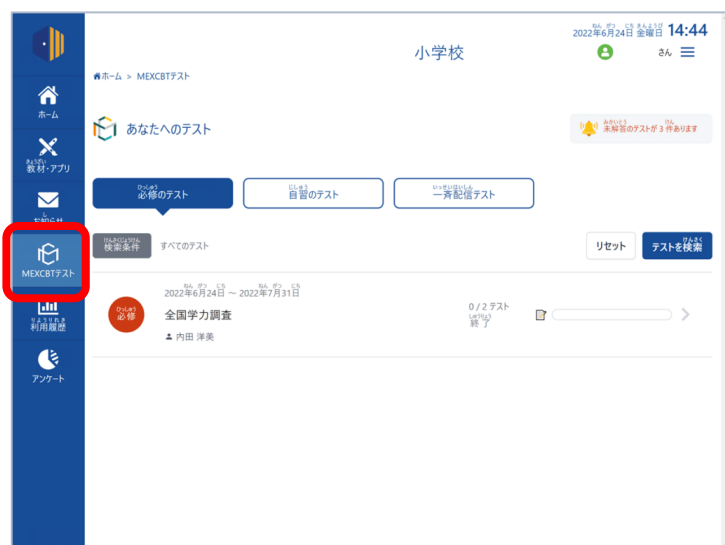 2022年6月24日 金曜日 14:44
小学校
さん
ホーム > MEXCBTテスト
ホーム
教材・アプリ
お知らせ
MEXCBTテスト
利用履歴
アンケート
あなたへのテスト
未解答のテストが 3 件あります
必修のテスト
自習のテスト
一斉配信テスト
検索条件
すべてのテスト
リセット
テストを検索
必修
2022年6月24日 ~ 2022年7月31日
全国学力調査
内田 洋美
0 / 2 テスト
終了